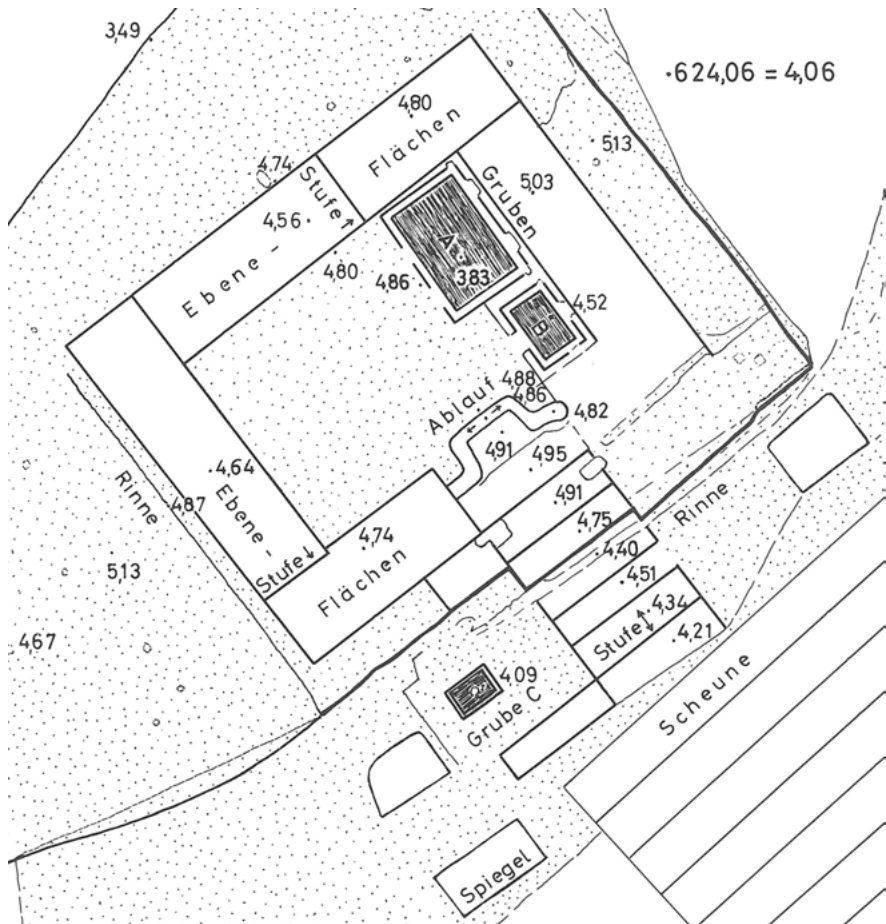 3,49
·624,06 = 4,06
4,80
Flächen
5,13
4,74
Stufe
Gruben
5,03
4,56
Ebene -
A
4,80
4,86
3,83
4,52
B
Ablauf
4,88
4,86
4,82
4,91
4,95
4,64
Rinne
4,87
Ebene -
4,91
Rinne
4,75
4,74
Stufe
Flächen
4,40
4,51
5,13
4,34
Stufe
4,21
4,67
4,09
C
Grube C
Scheune
Spiegel